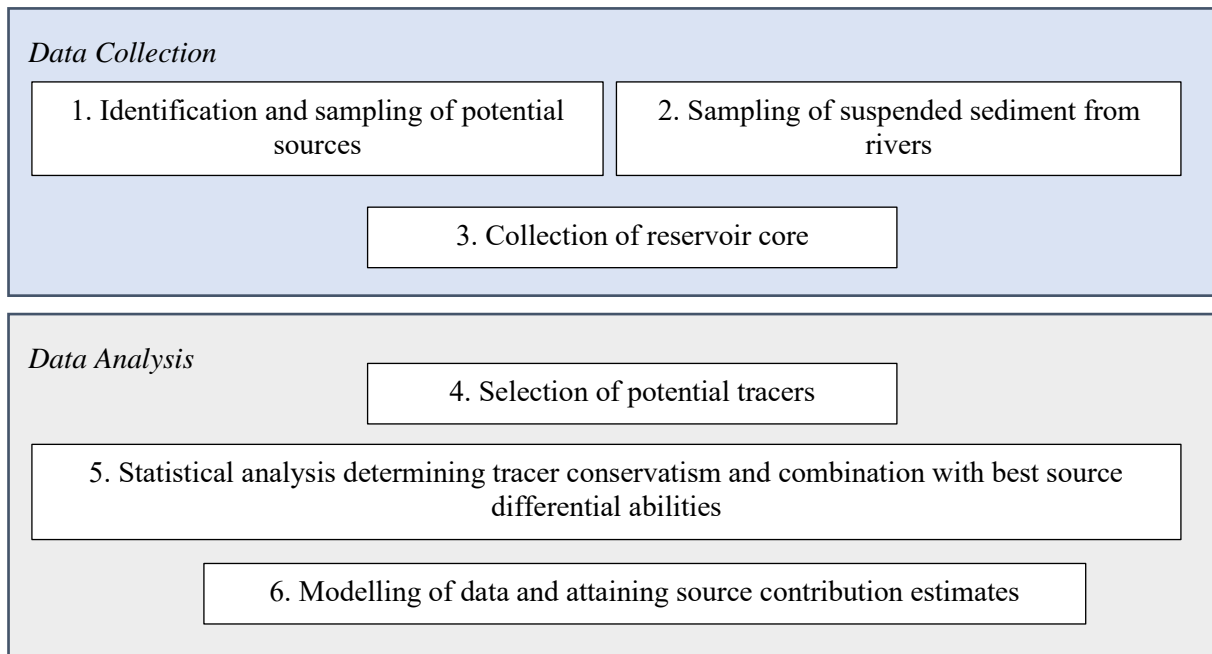 Data Collection
1. Identification and sampling of potential
sources
2. Sampling of suspended sediment from
rivers
3. Collection of reservoir core
Data Analysis
4. Selection of potential tracers
5. Statistical analysis determining tracer conservatism and combination with best source
differential abilities
6. Modelling of data and attaining source contribution estimates